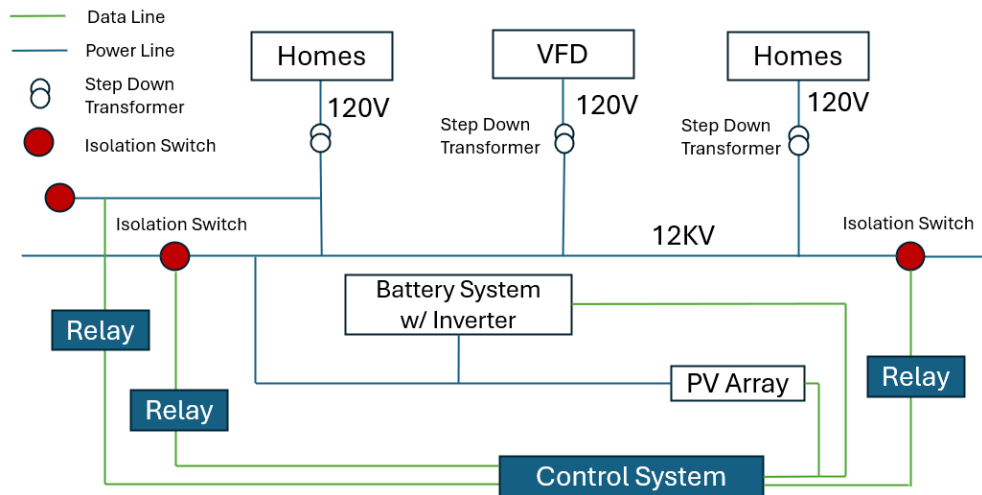 Data Line
Power Line
Step Down
Transformer
Isolation Switch
Homes
VFD
Homes
120V
120V
120V
Step Down
Transformer
Step Down
Transformer
Isolation Switch
12KV
Isolation Switch
Battery System
w/ Inverter
Relay
Relay
PV Array
Relay
Control System